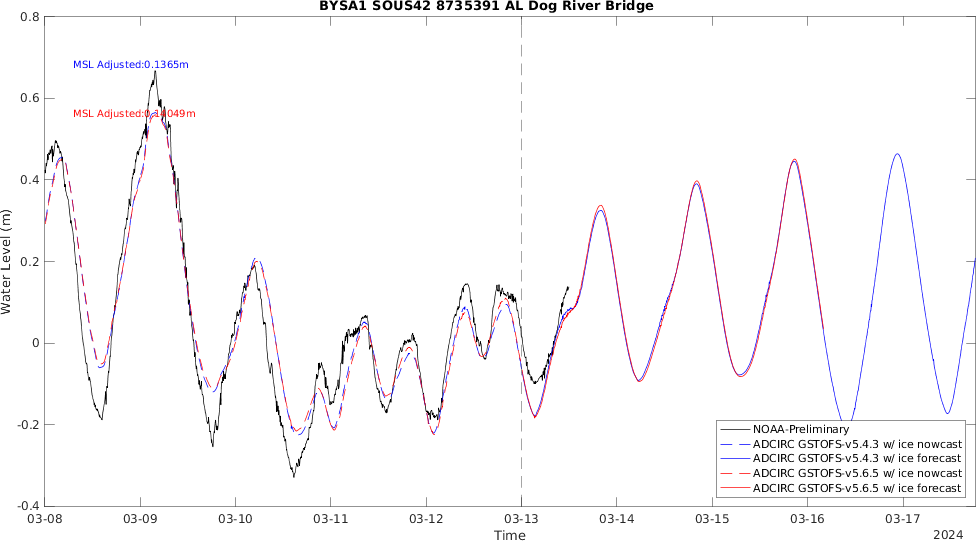 BYSA1 SOUS42 8735391 AL Dog River Bridge
0.8
MSL Adjusted:0.1365m
0.6
MSL Adjusted:0.14049m
0.4
0.2
0
-0.2
-0.4
Water Level (m)
NOAA-Preliminary
ADCIRC GSTOFS-v5.4.3 w/ ice nowcast
ADCIRC GSTOFS-v5.4.3 w/ ice forecast
ADCIRC GSTOFS-v5.6.5 w/ ice nowcast
ADCIRC GSTOFS-v5.6.5 w/ ice forecast
03-08 03-09 03-10 03-11 03-12 03-13 03-14 03-15 03-16 03-17
Time
2024